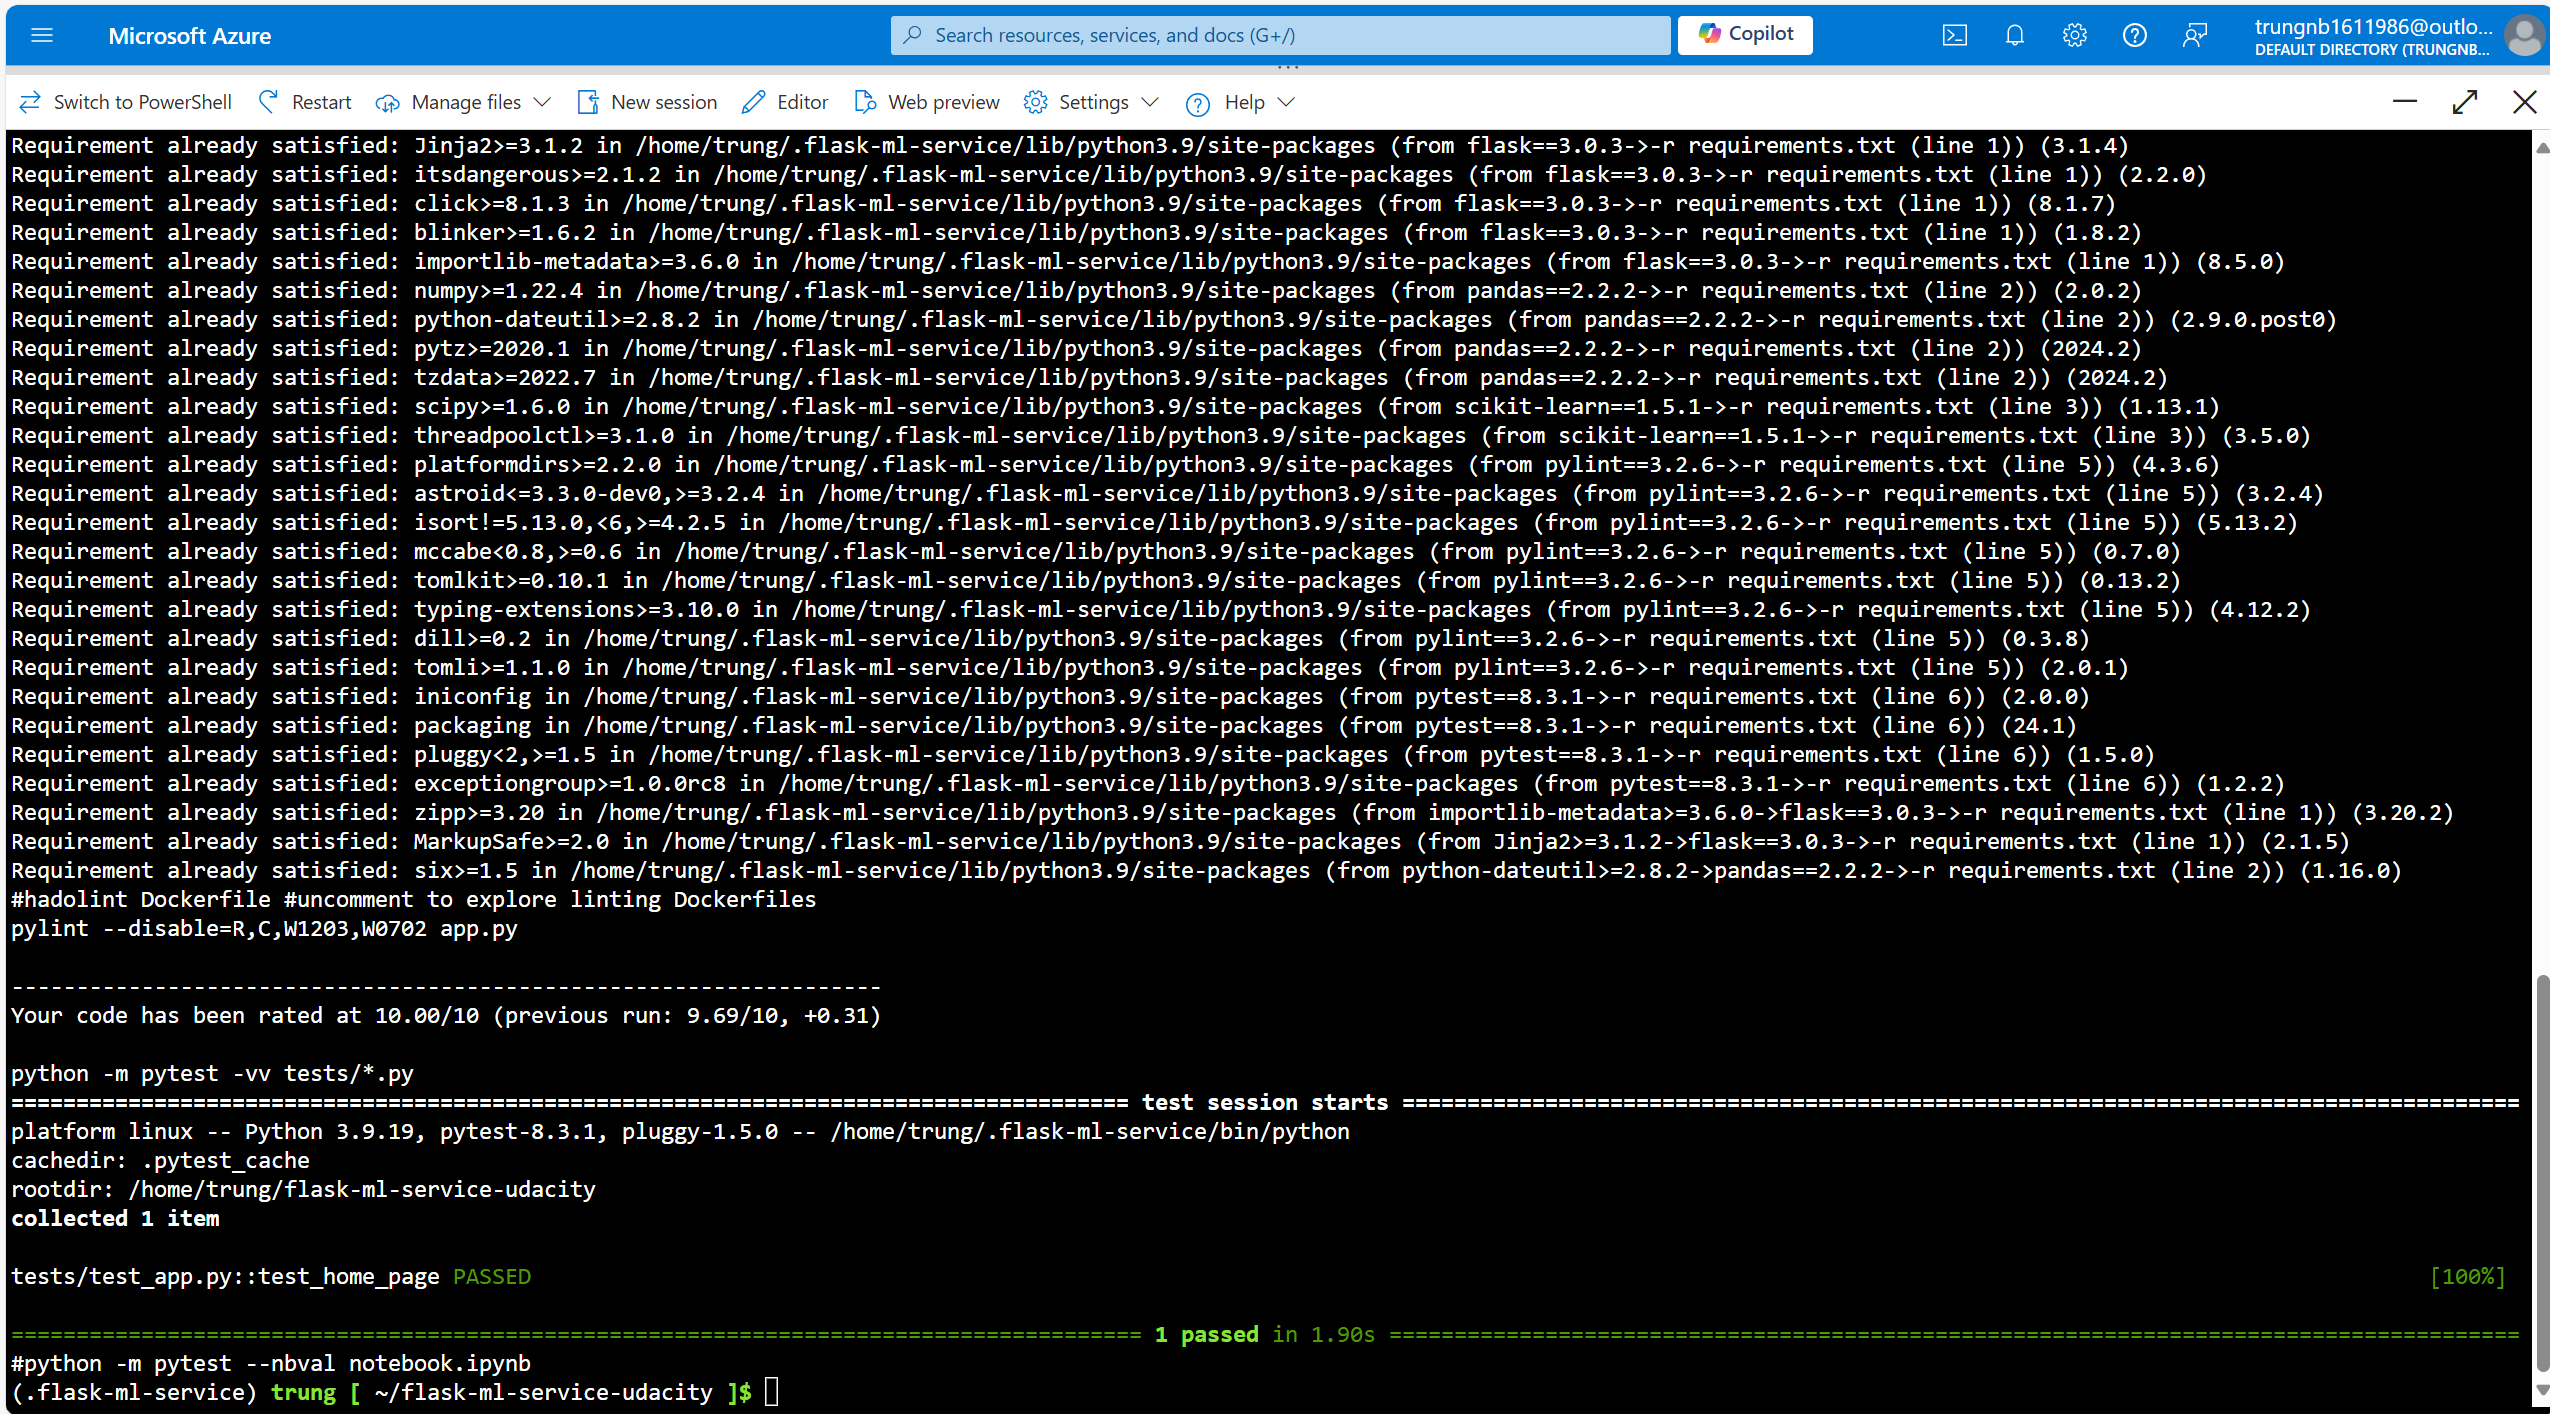 Microsoft Azure
Search resources, services, and docs (G+/)
Copilot
trungnb1611986@outlo...
DEFAULT DIRECTORY (TRUNGNB...
Switch to PowerShell Restart Manage files New session Editor Web preview Settings Help
Requirement already satisfied: Jinja2>=3.1.2 in /home/trung/.flask-ml-service/lib/python3.9/site-packages (from flask==3.0.3->-r requirements.txt (line 1)) (3.1.4)
Requirement already satisfied: itsdangerous>=2.1.2 in /home/trung/.flask-ml-service/lib/python3.9/site-packages (from flask==3.0.3->-r requirements.txt (line 1)) (2.2.0)
Requirement already satisfied: click>=8.1.3 in /home/trung/.flask-ml-service/lib/python3.9/site-packages (from flask==3.0.3->-r requirements.txt (line 1)) (8.1.7)
Requirement already satisfied: blinker>=1.6.2 in /home/trung/.flask-ml-service/lib/python3.9/site-packages (from flask==3.0.3->-r requirements.txt (line 1)) (1.8.2)
Requirement already satisfied: importlib-metadata>=3.6.0 in /home/trung/.flask-ml-service/lib/python3.9/site-packages (from flask==3.0.3->-r requirements.txt (line 1)) (8.5.0)
Requirement already satisfied: numpy>=1.22.4 in /home/trung/.flask-ml-service/lib/python3.9/site-packages (from pandas==2.2.2->-r requirements.txt (line 2)) (2.0.2)
Requirement already satisfied: python-dateutil>=2.8.2 in /home/trung/.flask-ml-service/lib/python3.9/site-packages (from pandas==2.2.2->-r requirements.txt (line 2)) (2.9.0.post0)
Requirement already satisfied: pytz>=2020.1 in /home/trung/.flask-ml-service/lib/python3.9/site-packages (from pandas==2.2.2->-r requirements.txt (line 2)) (2024.2)
Requirement already satisfied: tzdata>=2022.7 in /home/trung/.flask-ml-service/lib/python3.9/site-packages (from pandas==2.2.2->-r requirements.txt (line 2)) (2024.2)
Requirement already satisfied: scipy>=1.6.0 in /home/trung/.flask-ml-service/lib/python3.9/site-packages (from scikit-learn==1.5.1->-r requirements.txt (line 3)) (1.13.1)
Requirement already satisfied: threadpoolctl>=3.1.0 in /home/trung/.flask-ml-service/lib/python3.9/site-packages (from scikit-learn==1.5.1->-r requirements.txt (line 3)) (3.5.0)
Requirement already satisfied: platformdirs>=2.2.0 in /home/trung/.flask-ml-service/lib/python3.9/site-packages (from pylint==3.2.6->-r requirements.txt (line 5)) (4.3.6)
Requirement already satisfied: astroid<=3.3.0-dev0,>=3.2.4 in /home/trung/.flask-ml-service/lib/python3.9/site-packages (from pylint==3.2.6->-r requirements.txt (line 5)) (3.2.4)
Requirement already satisfied: isort!=5.13.0,<6,>=4.2.5 in /home/trung/.flask-ml-service/lib/python3.9/site-packages (from pylint==3.2.6->-r requirements.txt (line 5)) (5.13.2)
Requirement already satisfied: mccabe<0.8,>=0.6 in /home/trung/.flask-ml-service/lib/python3.9/site-packages (from pylint==3.2.6->-r requirements.txt (line 5)) (0.7.0)
Requirement already satisfied: tomlkit>=0.10.1 in /home/trung/.flask-ml-service/lib/python3.9/site-packages (from pylint==3.2.6->-r requirements.txt (line 5)) (0.13.2)
Requirement already satisfied: typing-extensions>=3.10.0 in /home/trung/.flask-ml-service/lib/python3.9/site-packages (from pylint==3.2.6->-r requirements.txt (line 5)) (4.12.2)
Requirement already satisfied: dill>=0.2 in /home/trung/.flask-ml-service/lib/python3.9/site-packages (from pylint==3.2.6->-r requirements.txt (line 5)) (0.3.8)
Requirement already satisfied: tomli>=1.1.0 in /home/trung/.flask-ml-service/lib/python3.9/site-packages (from pylint==3.2.6->-r requirements.txt (line 5)) (2.0.1)
Requirement already satisfied: iniconfig in /home/trung/.flask-ml-service/lib/python3.9/site-packages (from pytest==8.3.1->-r requirements.txt (line 6)) (2.0.0)
Requirement already satisfied: packaging in /home/trung/.flask-ml-service/lib/python3.9/site-packages (from pytest==8.3.1->-r requirements.txt (line 6)) (24.1)
Requirement already satisfied: pluggy<2,>=1.5 in /home/trung/.flask-ml-service/lib/python3.9/site-packages (from pytest==8.3.1->-r requirements.txt (line 6)) (1.5.0)
Requirement already satisfied: exceptiongroup>=1.0.0rc8 in /home/trung/.flask-ml-service/lib/python3.9/site-packages (from pytest==8.3.1->-r requirements.txt (line 6)) (1.2.2)
Requirement already satisfied: zipp>=3.20 in /home/trung/.flask-ml-service/lib/python3.9/site-packages (from importlib-metadata>=3.6.0->flask==3.0.3->-r requirements.txt (line 1)) (3.20.2)
Requirement already satisfied: MarkupSafe>=2.0 in /home/trung/.flask-ml-service/lib/python3.9/site-packages (from Jinja2>=3.1.2->flask==3.0.3->-r requirements.txt (line 1)) (2.1.5)
Requirement already satisfied: six>=1.5 in /home/trung/.flask-ml-service/lib/python3.9/site-packages (from python-dateutil>=2.8.2->pandas==2.2.2->-r requirements.txt (line 2)) (1.16.0)
#hadolint Dockerfile #uncomment to explore linting Dockerfiles
pylint --disable=R,C,W1203,W0702 app.py
-------------------------------------------------------------------
Your code has been rated at 10.00/10 (previous run: 9.69/10, +0.31)
python -m pytest -vv tests/*.py
====================================================================================== test session starts ======================================================================================
platform linux -- Python 3.9.19, pytest-8.3.1, pluggy-1.5.0 -- /home/trung/.flask-ml-service/bin/python
cachedir: .pytest_cache
rootdir: /home/trung/flask-ml-service-udacity
collected 1 item
tests/test_app.py::test_home_page PASSED [100%]
======================================================================================= 1 passed in 1.90s =======================================================================================
#python -m pytest --nbval notebook.ipynb
(.flask-ml-service) trung [ ~/flask-ml-service-udacity ]$